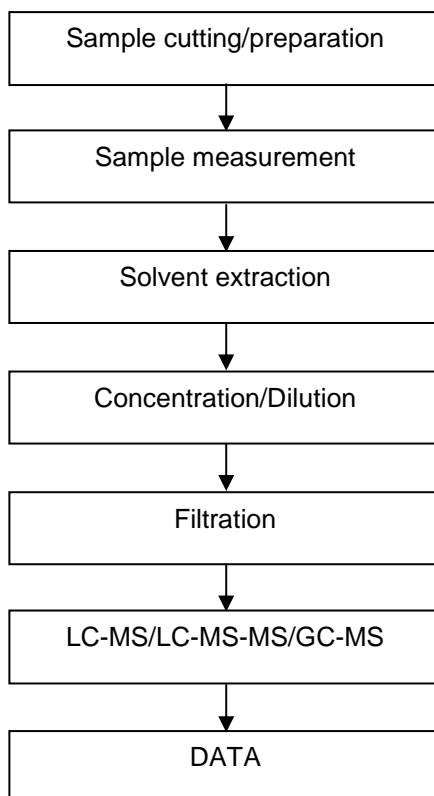 Sample cutting/preparation
Sample measurement
Solvent extraction
Concentration/Dilution
Filtration
LC-MS/LC-MS-MS/GC-MS
DATA